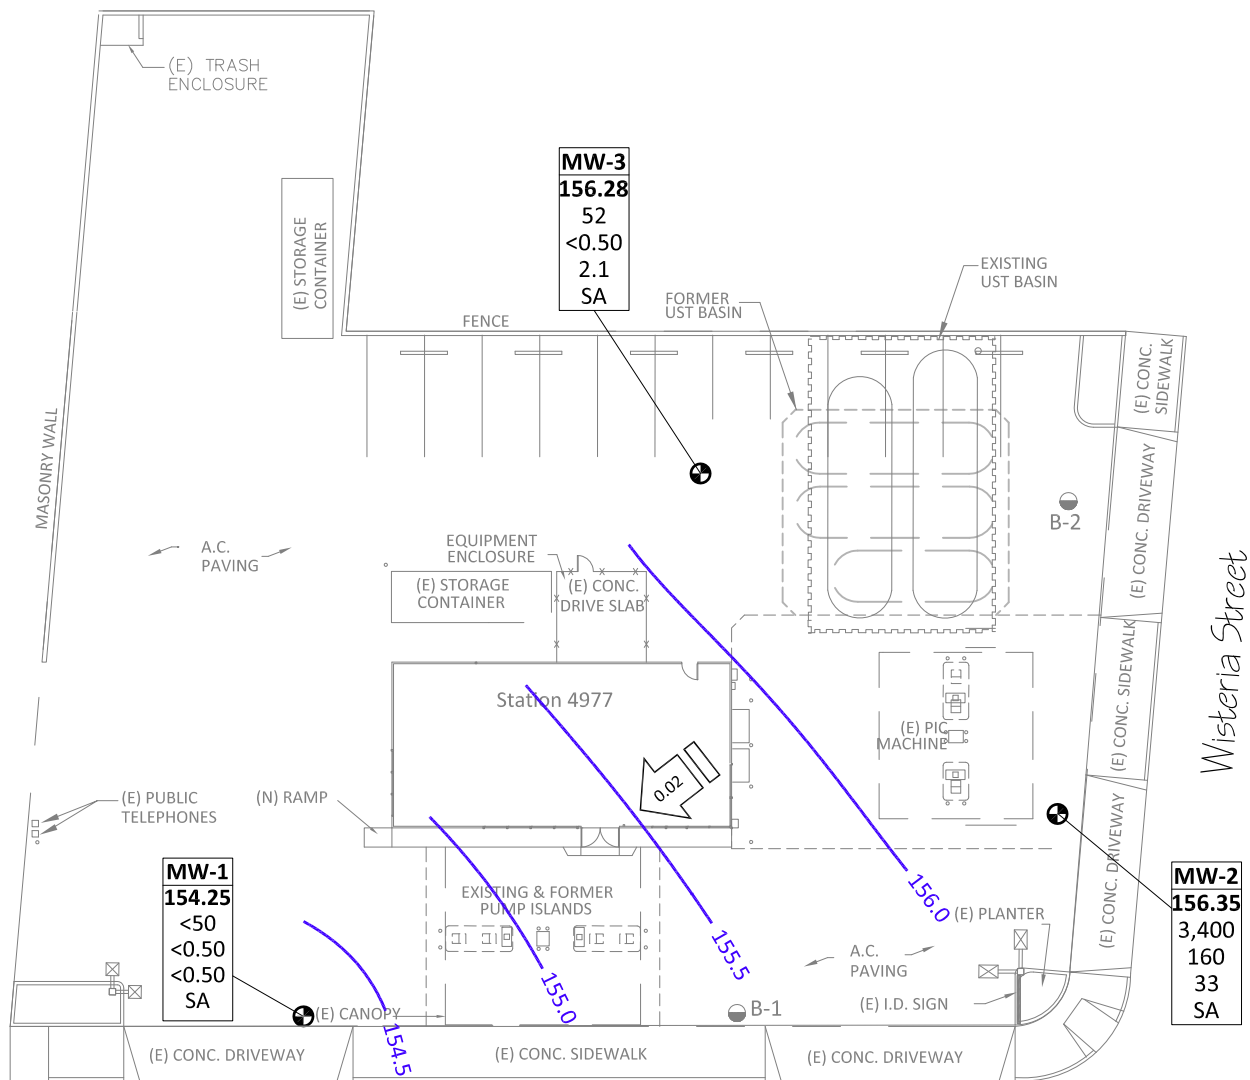 (E) TRASH
ENCLOSURE
MW-3
156.28
52
<0.50
2.1
SA
(E) STORAGE
CONTAINER
EXISTING
UST BASIN
FORMER
UST BASIN
FENCE
(E) CONC.
SIDEWALK
MASONRY WALL
(E) CONC. DRIVEWAY
B-2
A.C.
PAVING
EQUIPMENT
ENCLOSURE
(E) STORAGE
CONTAINER
(E) CONC.
DRIVE SLAB
Wisteria Street
(E) CONC. SIDEWALK
Station 4977
(E) PIC
MACHINE
0.02
(E) PUBLIC
TELEPHONES
(N) RAMP
(E) CONC. DRIVEWAY
MW-1
154.25
<50
<0.50
<0.50
SA
EXISTING & FORMER
PUMP ISLANDS
156.0
MW-2
156.35
3,400
160
33
SA
(E) PLANTER
155.5
A.C.
PAVING
155.0
(E) CANOPY
B-1
(E) I.D. SIGN
154.5
(E) CONC. DRIVEWAY
(E) CONC. SIDEWALK
(E) CONC. DRIVEWAY